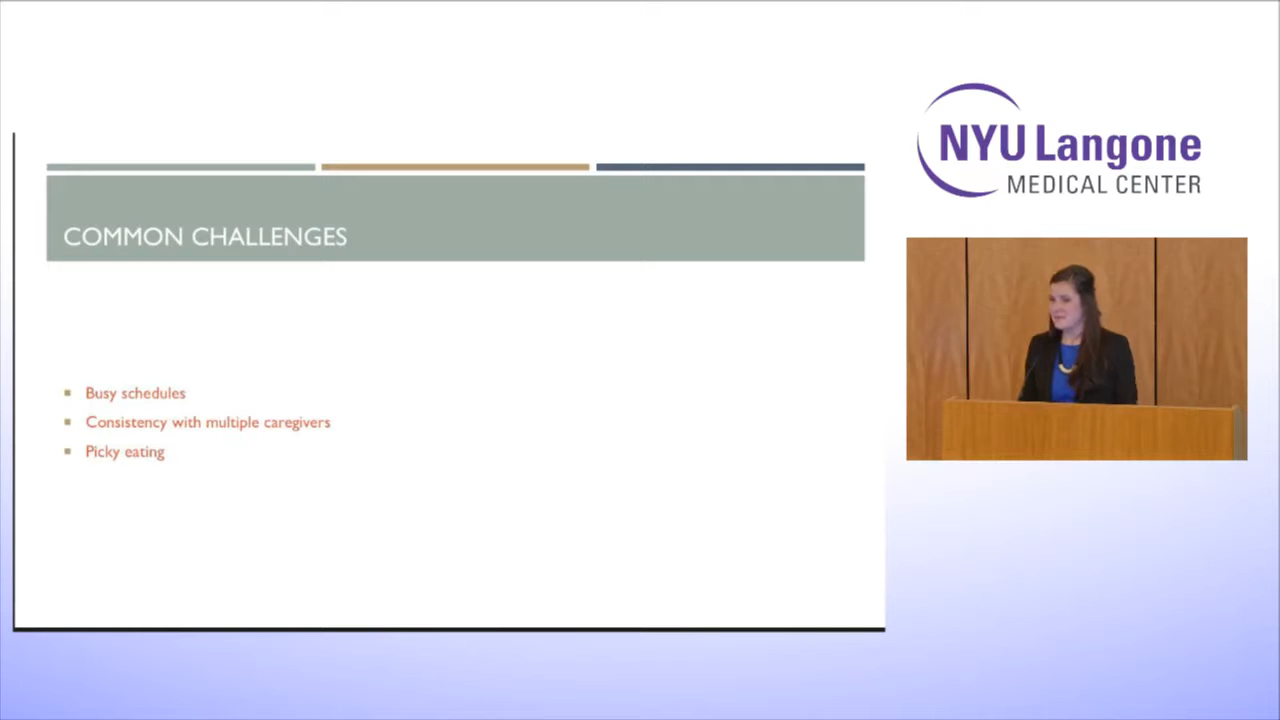 COMMON CHALLENGES
Busy schedules
Consistency with multiple caregivers
Picky eating
NYU Langone
MEDICAL CENTER